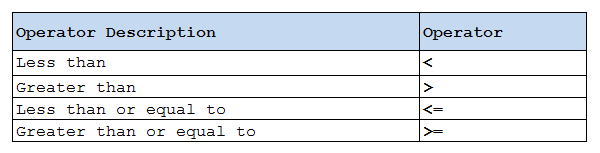 Operator Description Operator
Less than <
Greater than >
Less than or equal to <=
Greater than or equal to >=